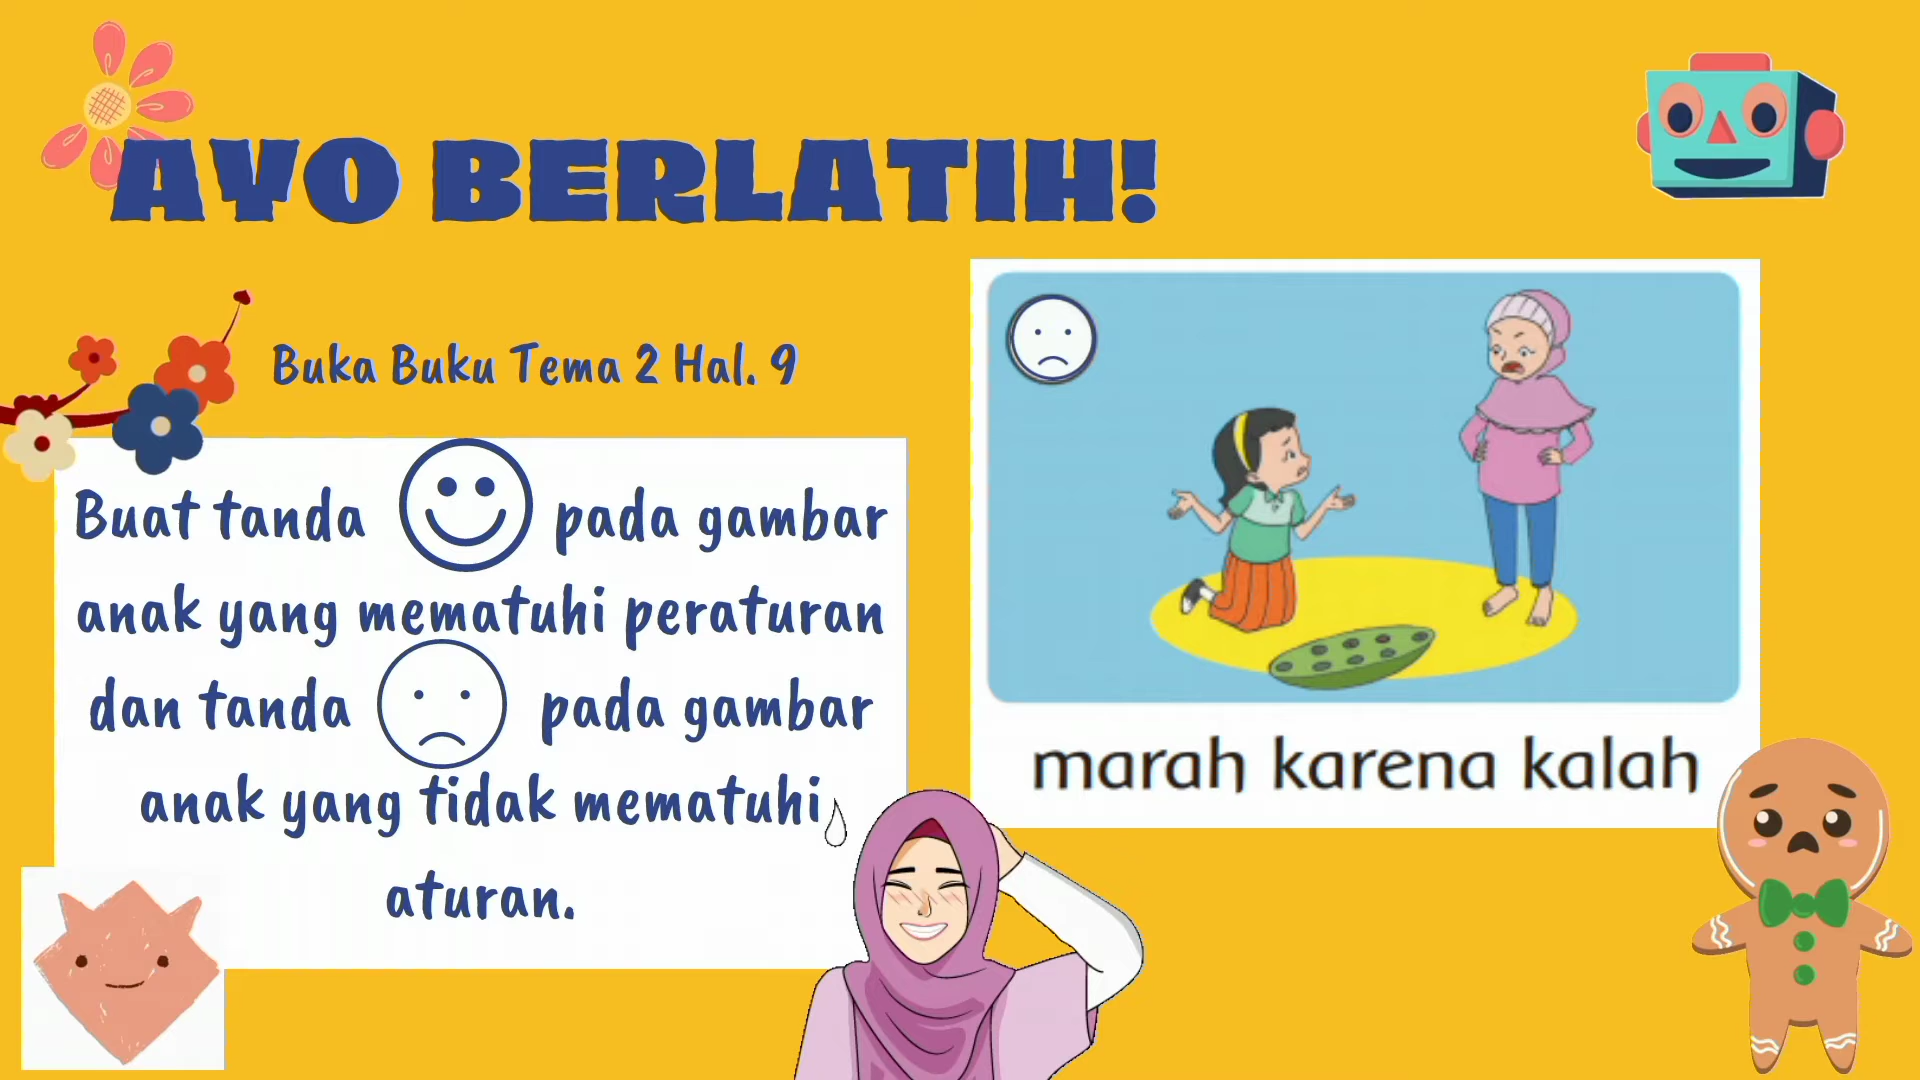 AYO BERLATIH!
Buka Buku Tema 2 Hal. 9
Buat tanda pada gambar
anak yang mematuhi peraturan
dan tanda pada gambar
anak yang tidak mematuhi
aturan.
marah karena kalah